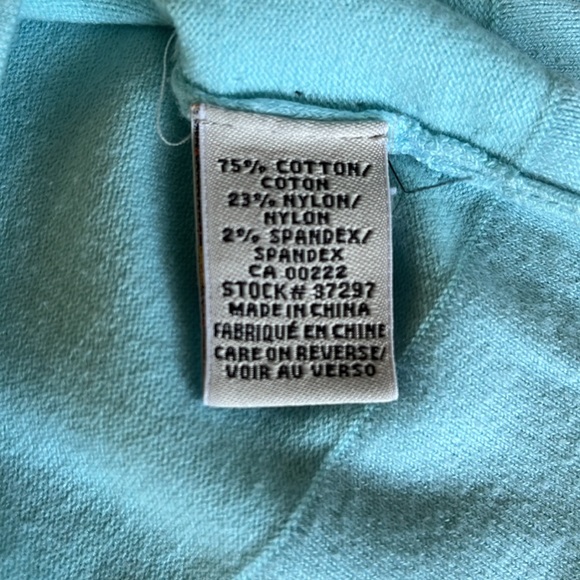 75% COTTON/
COTON
23% NYLON/
NYLON
2% SPANDEX/
SPANDEX
CA 00222
STOCK# 37297
MADE IN CHINA
FABRIQUÉ EN CHINE
CARE ON REVERSE/
VOIR AU VERSO